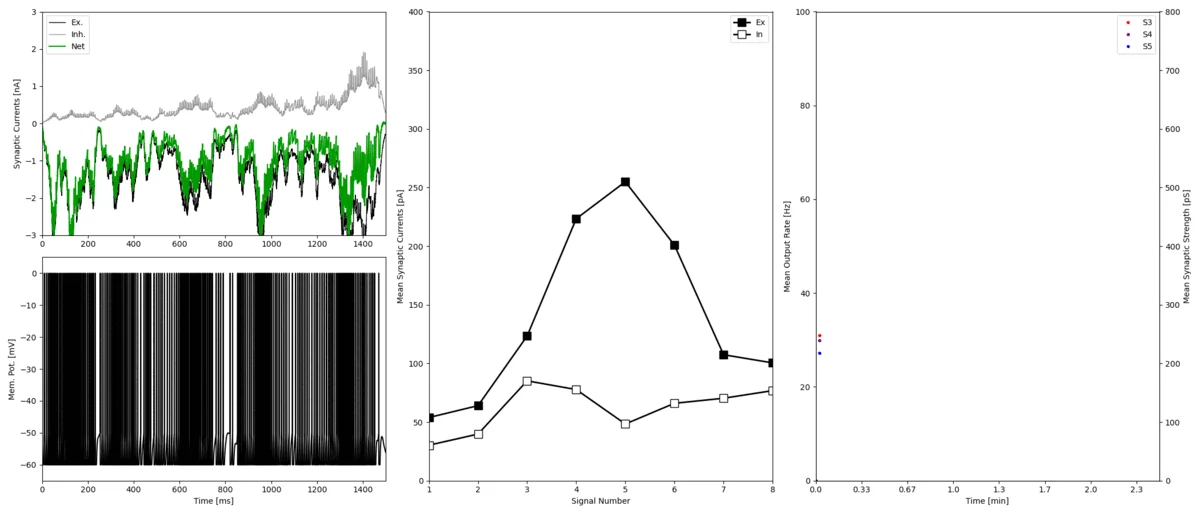 Synaptic Currents [nA]
3
2
1
0
−1
−2
−3
Ex.
Inh.
Net
0 200 400 600 800 1000 1200 1400
Mem. Pot. [mV]
0
−10
−20
−30
−40
−50
−60
0 200 400 600 800 1000 1200 1400
Time [ms]
Mean Synaptic Currents [pA]
400
350
300
250
200
150
100
50
0
Ex
In
1 2 3 4 5 6 7 8
Signal Number
Mean Output Rate [Hz]
100
80
60
40
20
0
S3
S4
S5
0.0 0.33 0.67 1.0 1.3 1.7 2.0 2.3
Time [min]
800
700
600
500
400
300
200
100
0
Mean Synaptic Strength [pS]